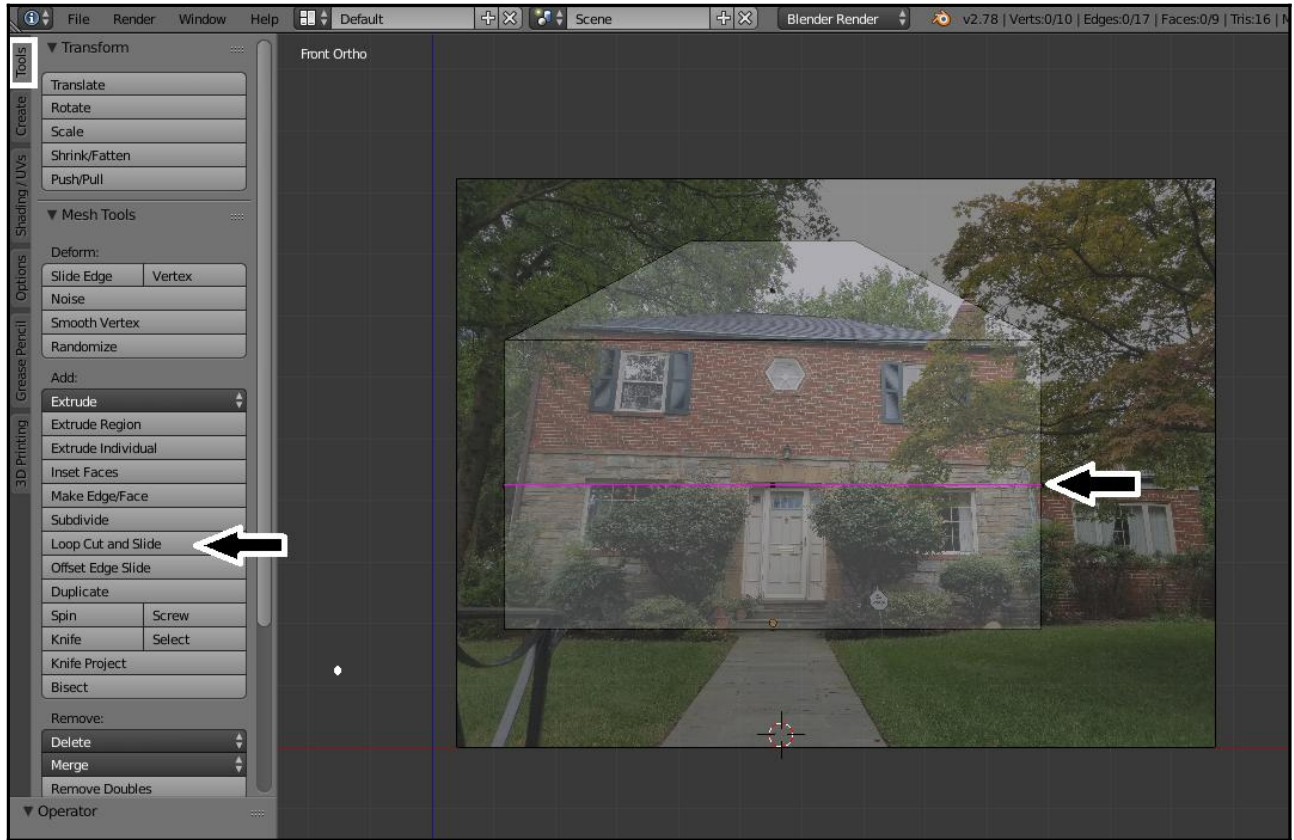 File Render Window Help Default Scene Blender Render v2.78 | Verts:0/10 | Edges:0/17 | Faces:0/9 | Tris:16 |
Tools
Create
Shading / UVs
Options
Grease Pencil
3D Printing
Transform
Translate
Rotate
Scale
Shrink/Fatten
Push/Pull
Mesh Tools
Deform:
Slide Edge Vertex
Noise
Smooth Vertex
Randomize
Add:
Extrude
Extrude Region
Extrude Individual
Inset Faces
Make Edge/Face
Subdivide
Loop Cut and Slide
Offset Edge Slide
Duplicate
Spin Screw
Knife Select
Knife Project
Bisect
Remove:
Delete
Merge
Remove Doubles
Operator
Front Ortho